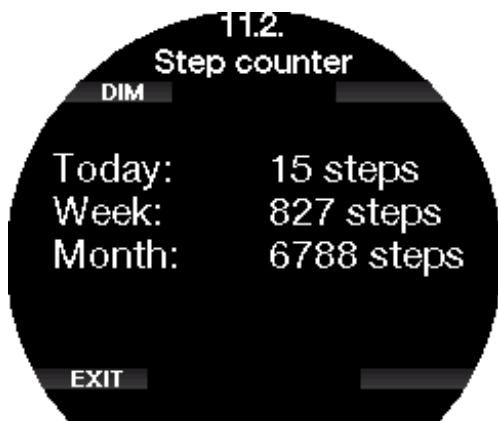 11.2.
Step counter
DIM
Today: 15 steps
Week: 827 steps
Month: 6788 steps
EXIT